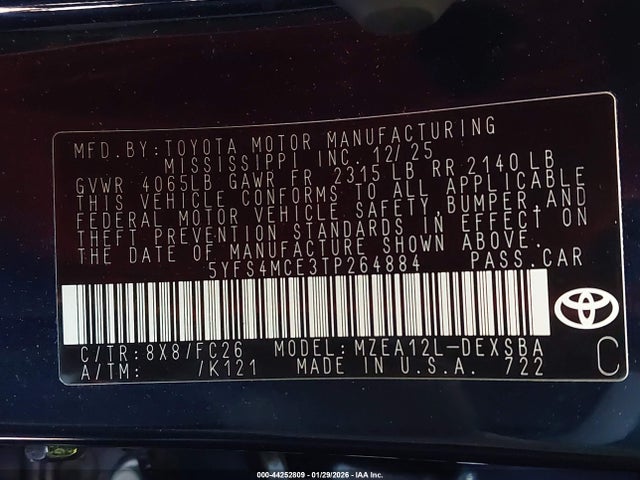 MFD. BY: TOYOTA MOTOR MANUFACTURING
MISSISSIPPI INC. 12/25
GVWR 4065LB GAWR FR 2315 LB RR 2140 LB
THIS VEHICLE CONFORMS TO ALL APPLICABLE
FEDERAL MOTOR VEHICLE SAFETY, BUMPER, AND
THEFT PREVENTION STANDARDS IN EFFECT ON
THE DATE OF MANUFACTURE SHOWN ABOVE.
5YFS4MCE3TP264884 PASS. CAR
C/TR: 8X8/FC26 MODEL: MZEA12L-DEXSBA C
A/TM: /K121 MADE IN U.S.A. 722
000-44252809 - 01/29/2026 - IAA Inc.